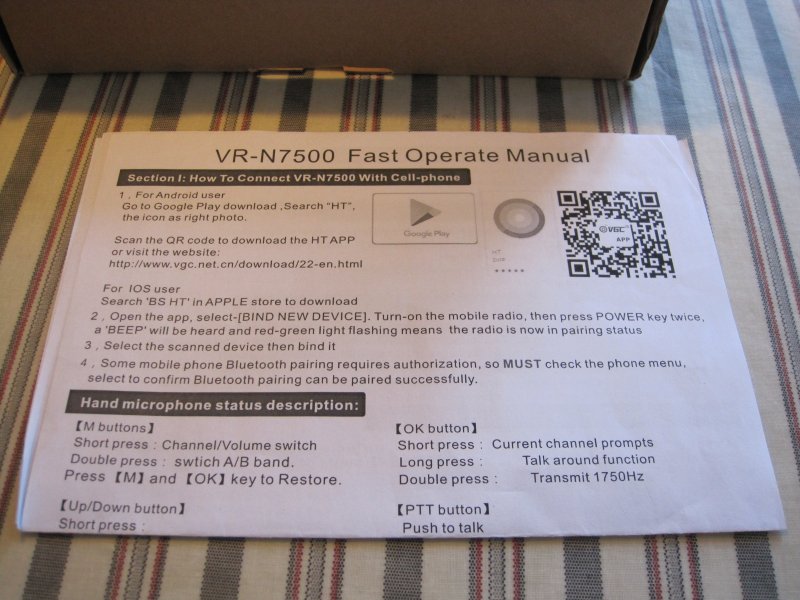 VR-N7500 Fast Operate Manual
Section I: How To Connect VR-N7500 With Cell-phone
1 , For Android user
Go to Google Play download ,Search "HT",
the icon as right photo.
Google Play
HT
VGC
APP
Scan the QR code to download the HT APP
or visit the website:
http://www.vgc.net.cn/download/22-en.html
For IOS user
Search 'BS HT' in APPLE store to download
2 , Open the app, select-[BIND NEW DEVICE]. Turn-on the mobile radio, then press POWER key twice,
a 'BEEP' will be heard and red-green light flashing means the radio is now in pairing status
3 , Select the scanned device then bind it
4 , Some mobile phone Bluetooth pairing requires authorization, so MUST check the phone menu,
select to confirm Bluetooth pairing can be paired successfully.
Hand microphone status description:
【M buttons】
Short press : Channel/Volume switch
Double press : swtich A/B band.
Press 【M】 and 【OK】 key to Restore.
【OK button】
Short press : Current channel prompts
Long press : Talk around function
Double press : Transmit 1750Hz
【Up/Down button】
Short press :
【PTT button】
Push to talk